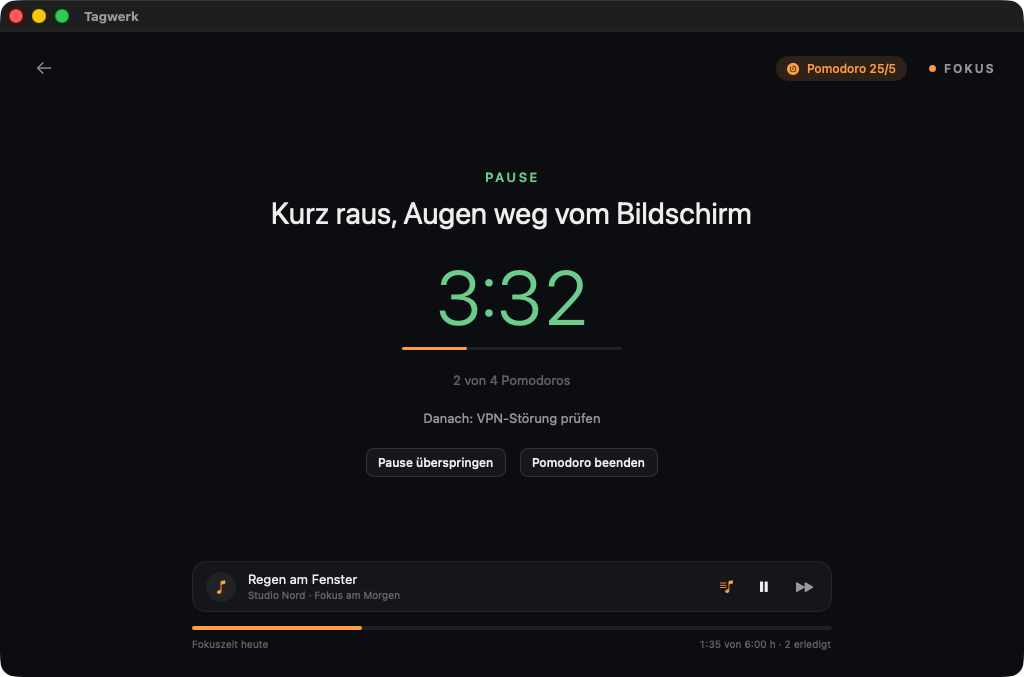 Tagwerk
Pomodoro 25/5
FOKUS
PAUSE
Kurz raus, Augen weg vom Bildschirm
3:32
2 von 4 Pomodoros
Danach: VPN-Störung prüfen
Pause überspringen
Pomodoro beenden
Regen am Fenster
Studio Nord · Fokus am Morgen
Fokuszeit heute
1:35 von 6:00 h · 2 erledigt